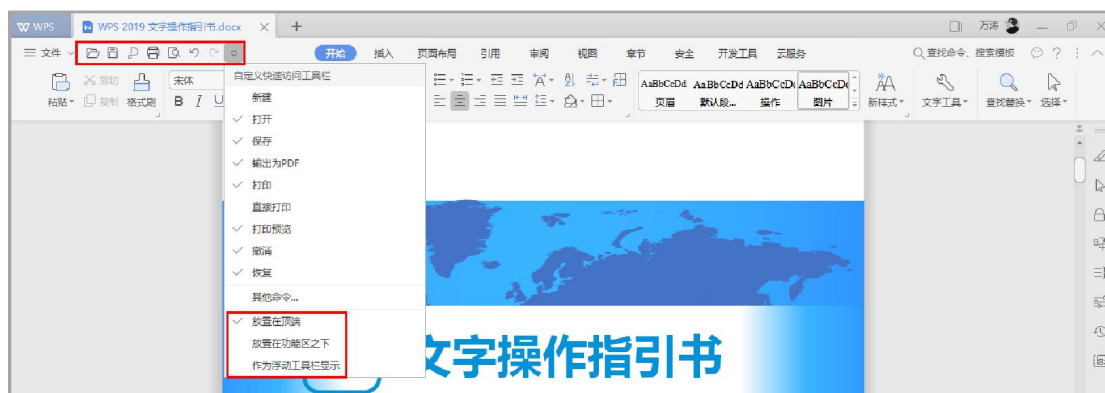 WPS WPS 2019 文字操作指引书.docx 万涛
文件 开始 插入 页面布局 引用 审阅 视图 章节 安全 开发工具 云服务 查找命令、搜索模板
剪切 宋体 AaBbCcDd AaBbCcDd AaBbCcDd AaBbCcDd
粘贴 复制 格式刷 B I U 页眉 默认段... 操作 图片 新样式 文字工具 查找替换 选择
自定义快速访问工具栏
新建
打开
保存
输出为PDF
打印
直接打印
打印预览
撤消
恢复
其他命令...
放置在顶端
放置在功能区之下
作为浮动工具栏显示
文字操作指引书